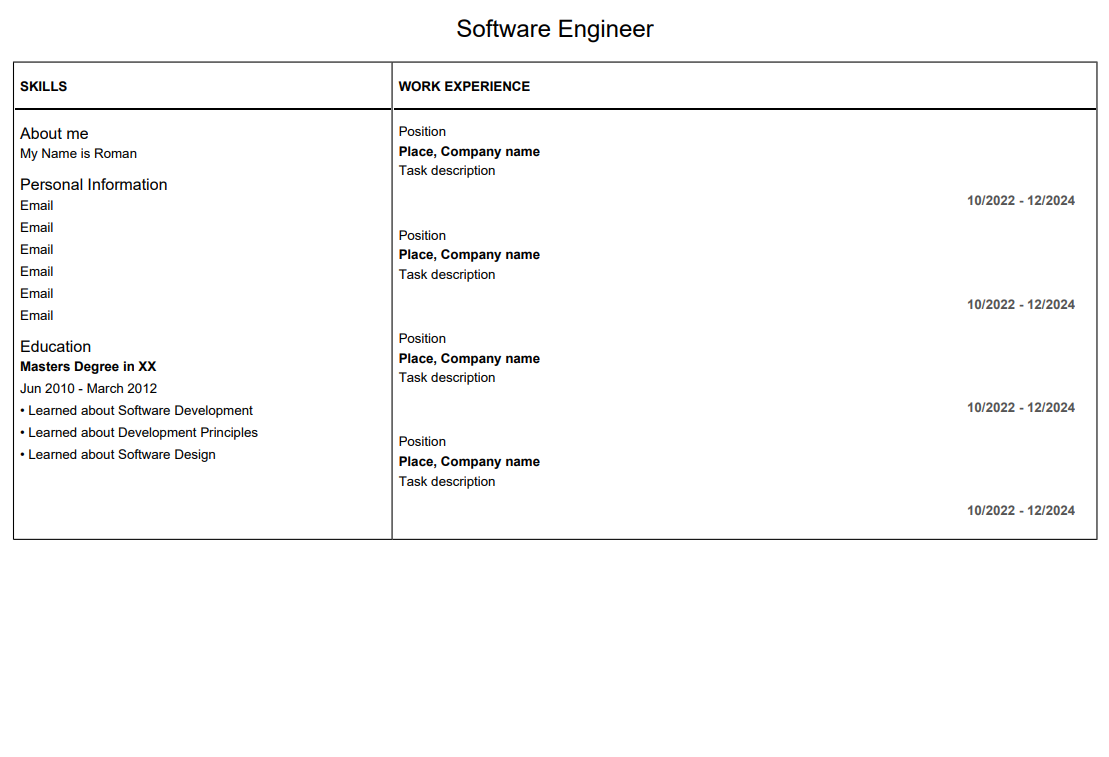 Software Engineer
SKILLS
About me
My Name is Roman
Personal Information
Email
Email
Email
Email
Email
Email
Education
Masters Degree in XX
Jun 2010 - March 2012
• Learned about Software Development
• Learned about Development Principles
• Learned about Software Design
WORK EXPERIENCE
Position
Place, Company name
Task description
10/2022 - 12/2024
Position
Place, Company name
Task description
10/2022 - 12/2024
Position
Place, Company name
Task description
10/2022 - 12/2024
Position
Place, Company name
Task description
10/2022 - 12/2024